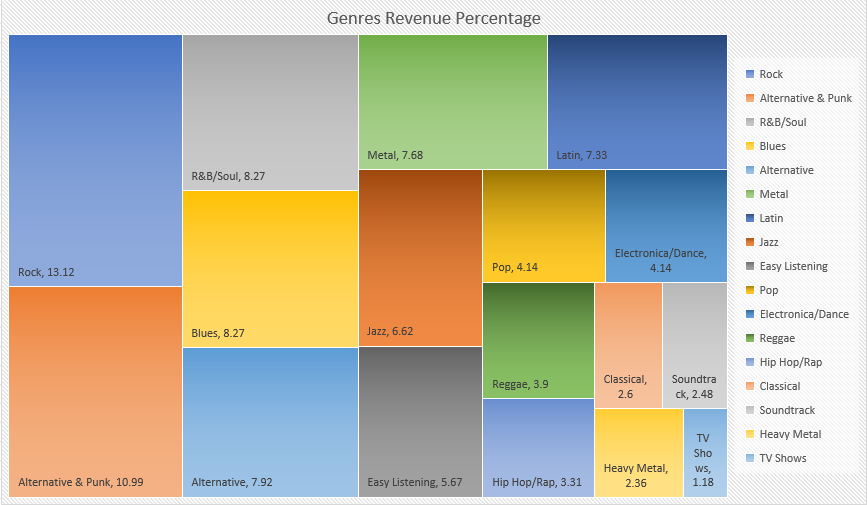 Genres Revenue Percentage
Rock, 13.12
Alternative & Punk, 10.99
R&B/Soul, 8.27
Blues, 8.27
Alternative, 7.92
Metal, 7.68
Latin, 7.33
Jazz, 6.62
Easy Listening, 5.67
Pop, 4.14
Electronica/Dance,
4.14
Reggae, 3.9
Hip Hop/Rap, 3.31
Classical,
2.6
Soundtra
ck, 2.48
Heavy Metal,
2.36
TV
Sho
ws,
1.18
Rock
Alternative & Punk
R&B/Soul
Blues
Alternative
Metal
Latin
Jazz
Easy Listening
Pop
Electronica/Dance
Reggae
Hip Hop/Rap
Classical
Soundtrack
Heavy Metal
TV Shows